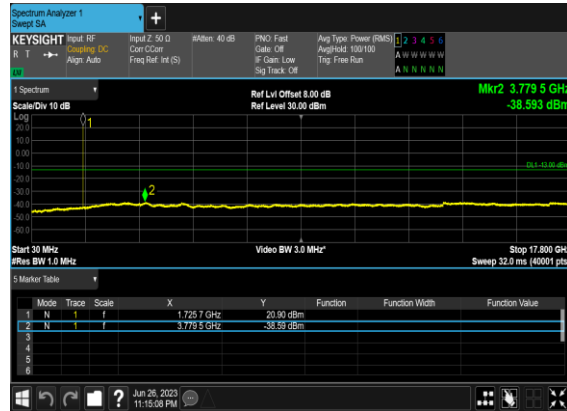 Spectrum Analyzer 1
Swept SA
+
KEYSIGHT Input: RF Input Z: 50 Ω #Atten: 40 dB PNO: Fast Avg Type: Power (RMS) 1 2 3 4 5 6
R T Coupling: DC Corr CCorr Gate: Off Avg|Hold: 100/100 A W W W W W
Align: Auto Freq Ref: Int (S) IF Gain: Low Trig: Free Run
Sig Track: Off A N N N N N
1 Spectrum Ref Lvl Offset 8.00 dB Mkr2 3.779 5 GHz
Scale/Div 10 dB Ref Level 30.00 dBm -38.593 dBm
Log
20.0
10.0
0.00
-10.0
-20.0
-30.0
-40.0
-50.0
-60.0
1
DL1 -13.00 dBm
2
Start 30 MHz Video BW 3.0 MHz* Stop 17.800 GHz
#Res BW 1.0 MHz Sweep 32.0 ms (40001 pts)
5 Marker Table
Mode Trace Scale X Y Function Function Width Function Value
1 N 1 f 1.725 7 GHz 20.90 dBm
2 N 1 f 3.779 5 GHz -38.59 dBm
3
4
5
6
? Jun 26, 2023
11:15:08 PM